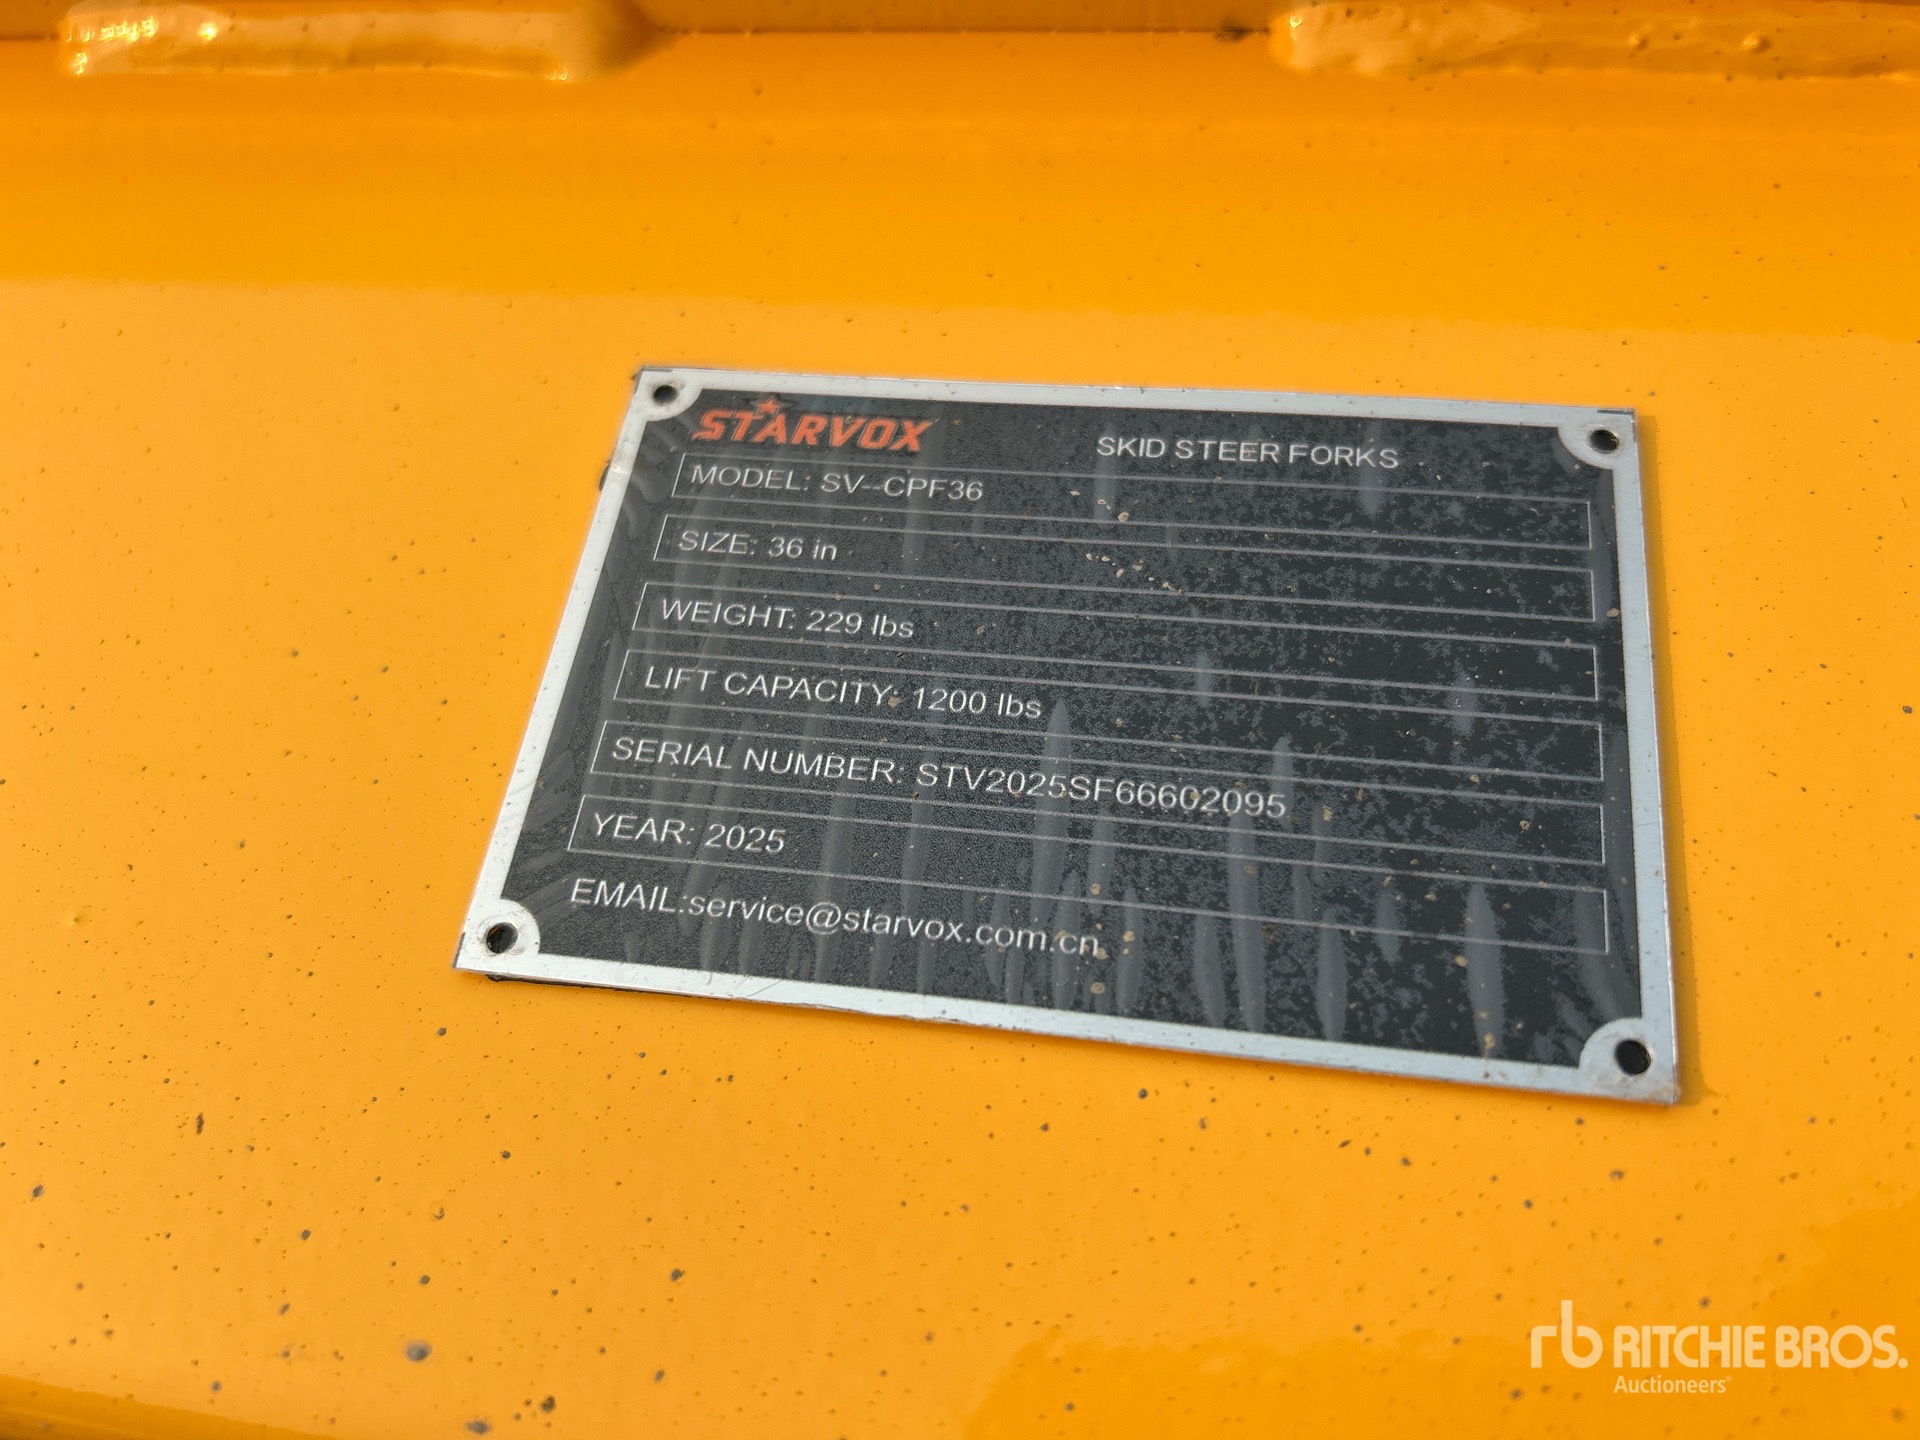 STARVOX
SKID STEER FORKS
MODEL: SV--CPF36
SIZE: 36 in
WEIGHT: 229 lbs
LIFT CAPACITY: 1200 lbs
SERIAL NUMBER: STV2025SF66602095
YEAR: 2025
EMAIL:service@starvox.com.cn
rb RITCHIE BROS.
Auctioneers